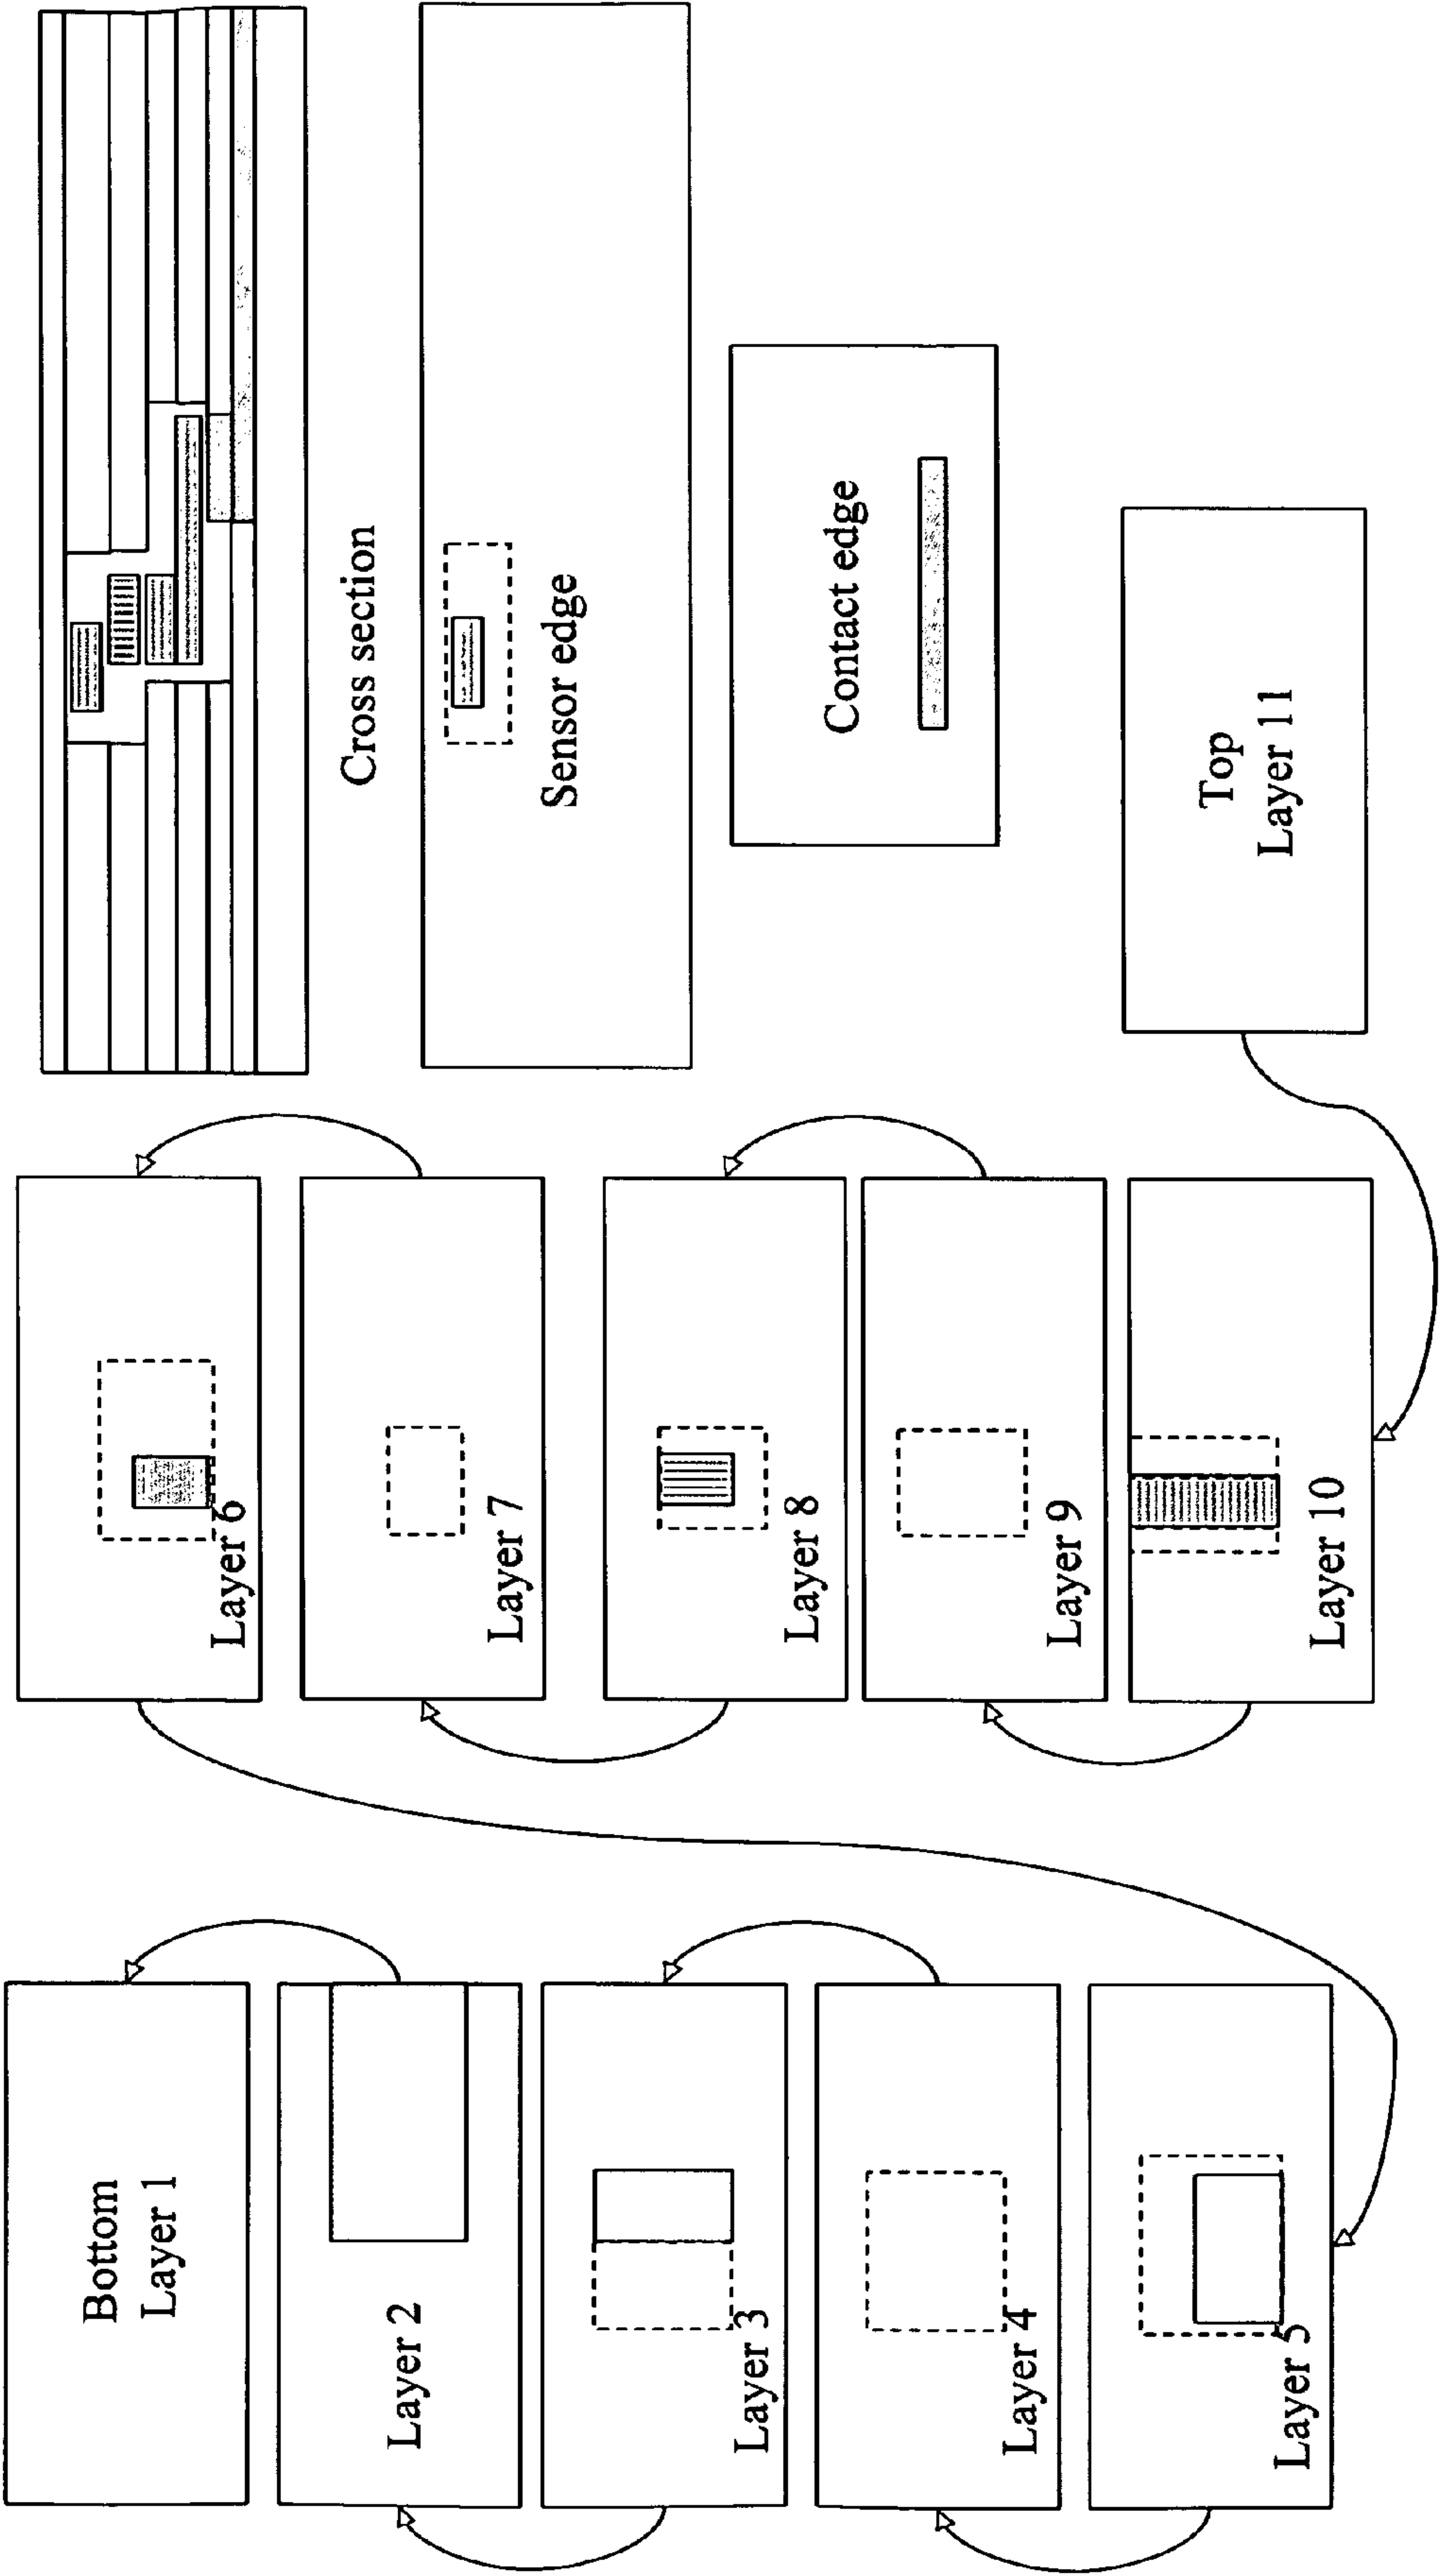 Bottom
Layer 1
Layer 2
Layer 3
Layer 4
Layer 5
Layer 6
Layer 7
Layer 8
Layer 9
Layer 10
Cross section
Sensor edge
Contact edge
Top
Layer 11